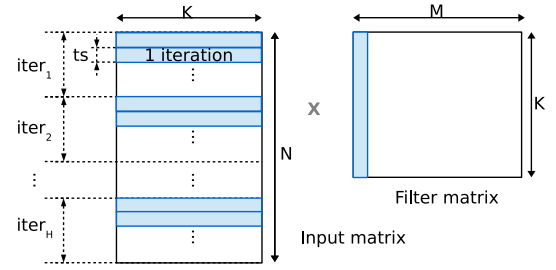 K
M
ts
1 iteration
iter1
⋮
x
K
iter2
⋮
N
⋮
Filter matrix
iterH
⋮
Input matrix